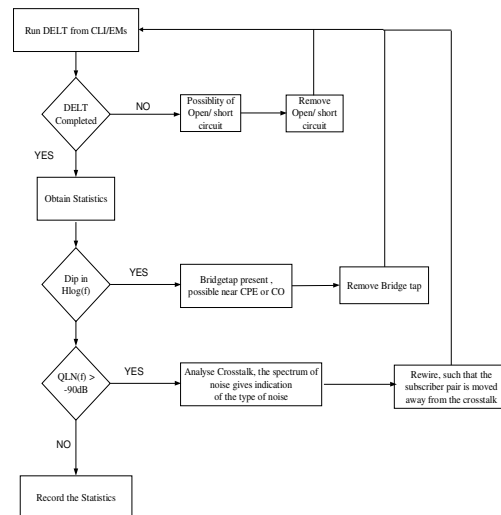 Run DELT from CLI/EMs
DELT
Completed
NO
Possiblity of
Open/ short
circuit
Remove
Open/ short
circuit
YES
Obtain Statistics
Dip in
Hlog(f)
YES
Bridgetap present ,
possible near CPE or CO
Remove Bridge tap
QLN(f) >
-90dB
YES
Analyse Crosstalk, the spectrum of
noise gives indication
of the type of noise
Rewire, such that the
subscriber pair is moved
away from the crosstalk
NO
Record the Statistics